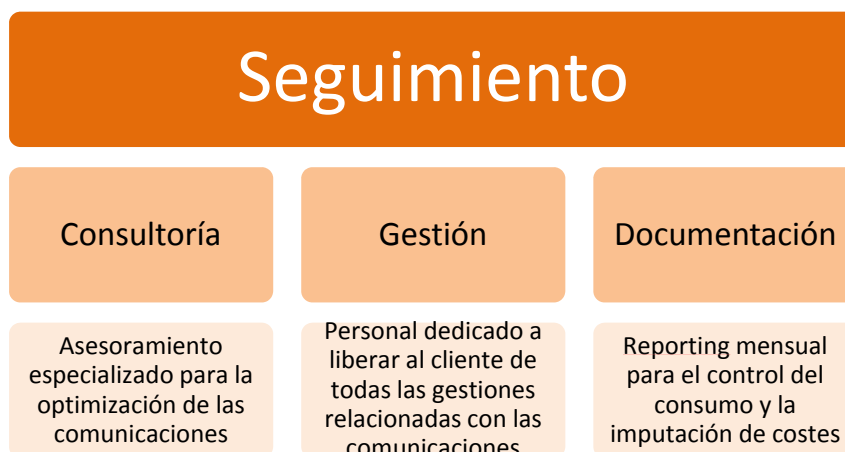 Seguimiento
Consultoría
Gestión
Documentación
Asesoramiento
especializado para la
optimización de las
comunicaciones
Personal dedicado a
liberar al cliente de
todas las gestiones
relacionadas con las
comunicaciones
Reporting mensual
para el control del
consumo y la
imputación de costes